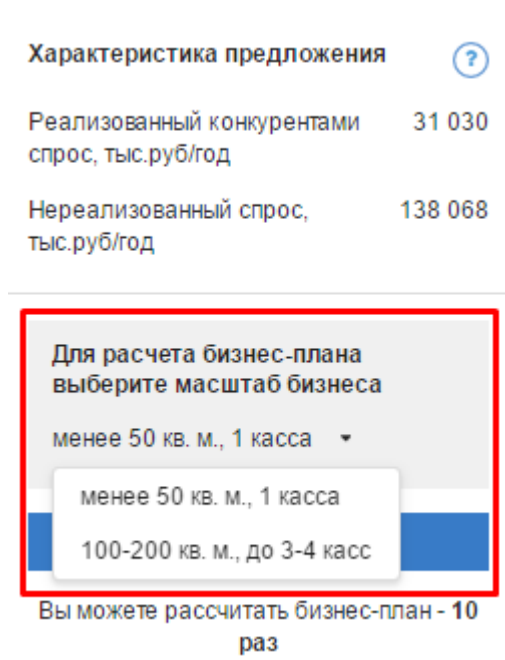 Характеристика предложения ?
Реализованный конкурентами 31 030
спрос, тыс.руб/год
Нереализованный спрос, 138 068
тыс.руб/год
Для расчета бизнес-плана
выберите масштаб бизнеса
менее 50 кв. м., 1 касса
менее 50 кв. м., 1 касса
100-200 кв. м., до 3-4 касс
Вы можете рассчитать бизнес-план - 10
раз